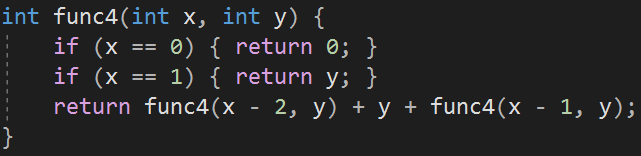 int func4(int x, int y) {
    if (x == 0) { return 0; }
    if (x == 1) { return y; }
    return func4(x - 2, y) + y + func4(x - 1, y);
}